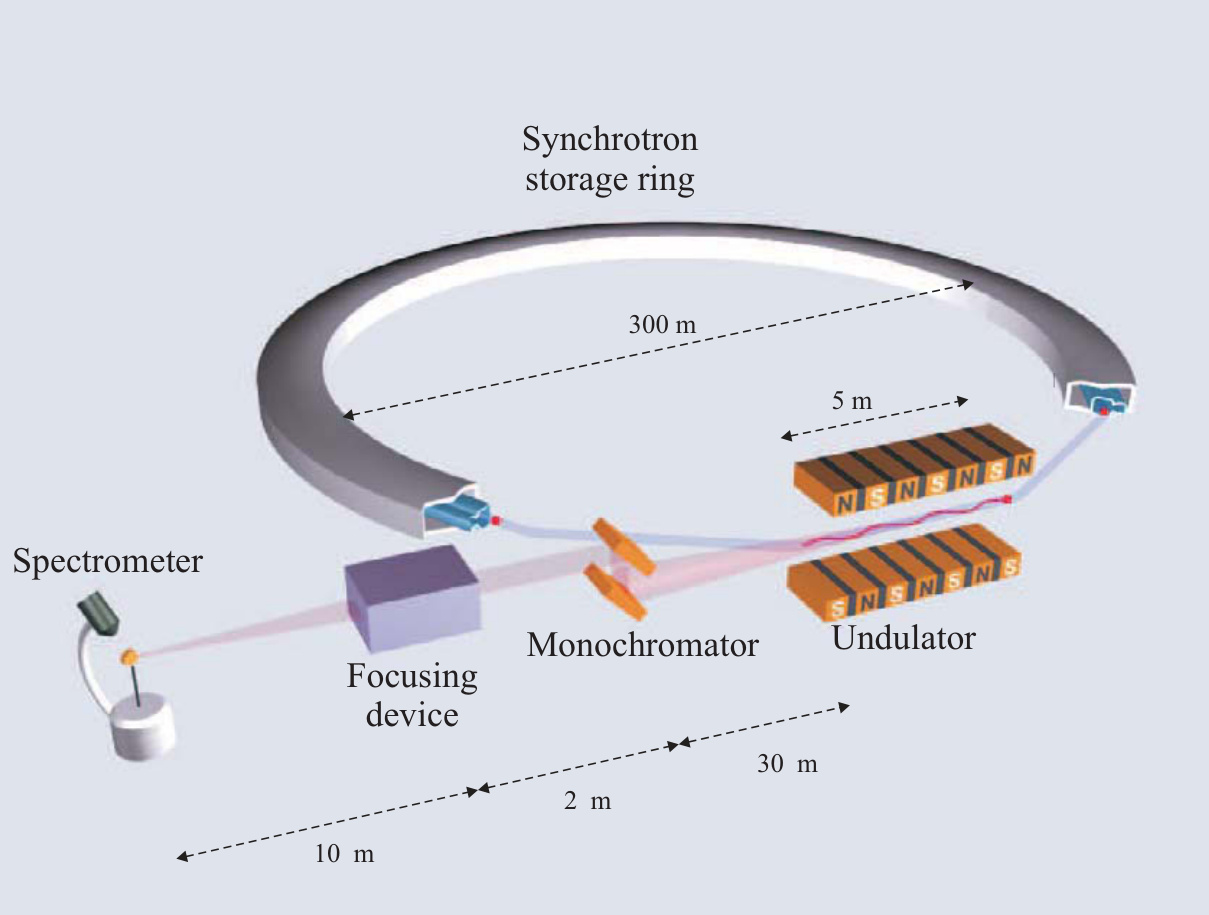 Synchrotron
storage ring
300 m
5 m
N S N S N S N
S N S N S N S
Spectrometer
Monochromator
Undulator
Focusing
device
30 m
2 m
10 m